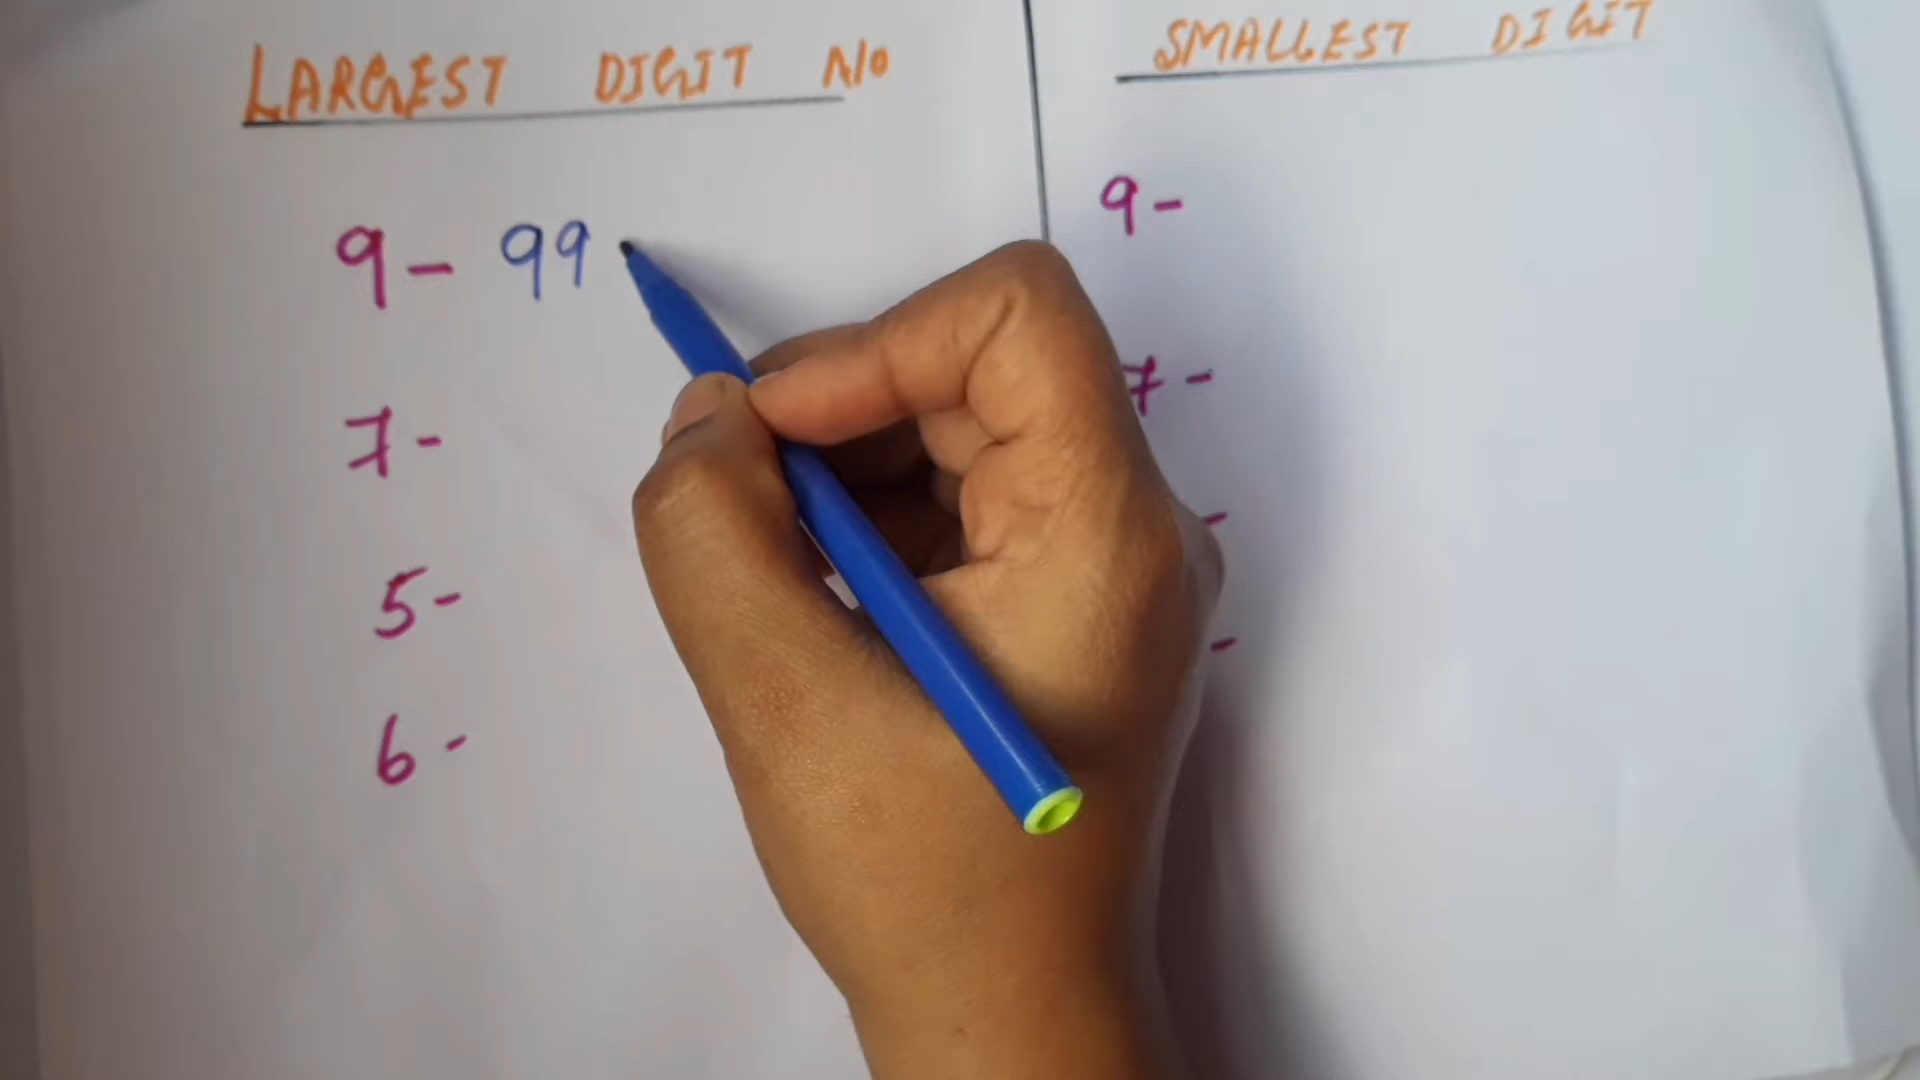 LARGEST DIGIT NO
9 - 99
7 -
5 -
6 -
SMALLEST DIGIT
9 -
7 -
-
-